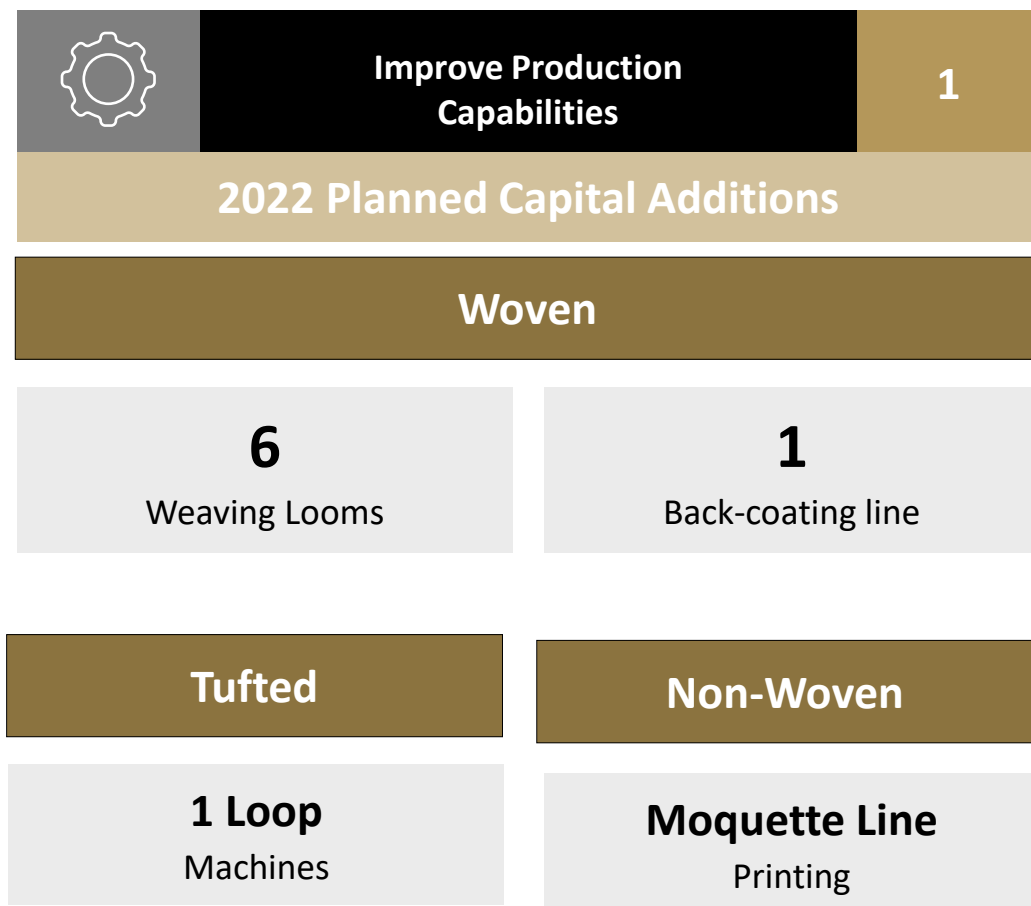 Improve Production
Capabilities
1
2022 Planned Capital Additions
Woven
6
Weaving Looms
1
Back-coating line
Tufted
Non-Woven
1 Loop
Machines
Moquette Line
Printing